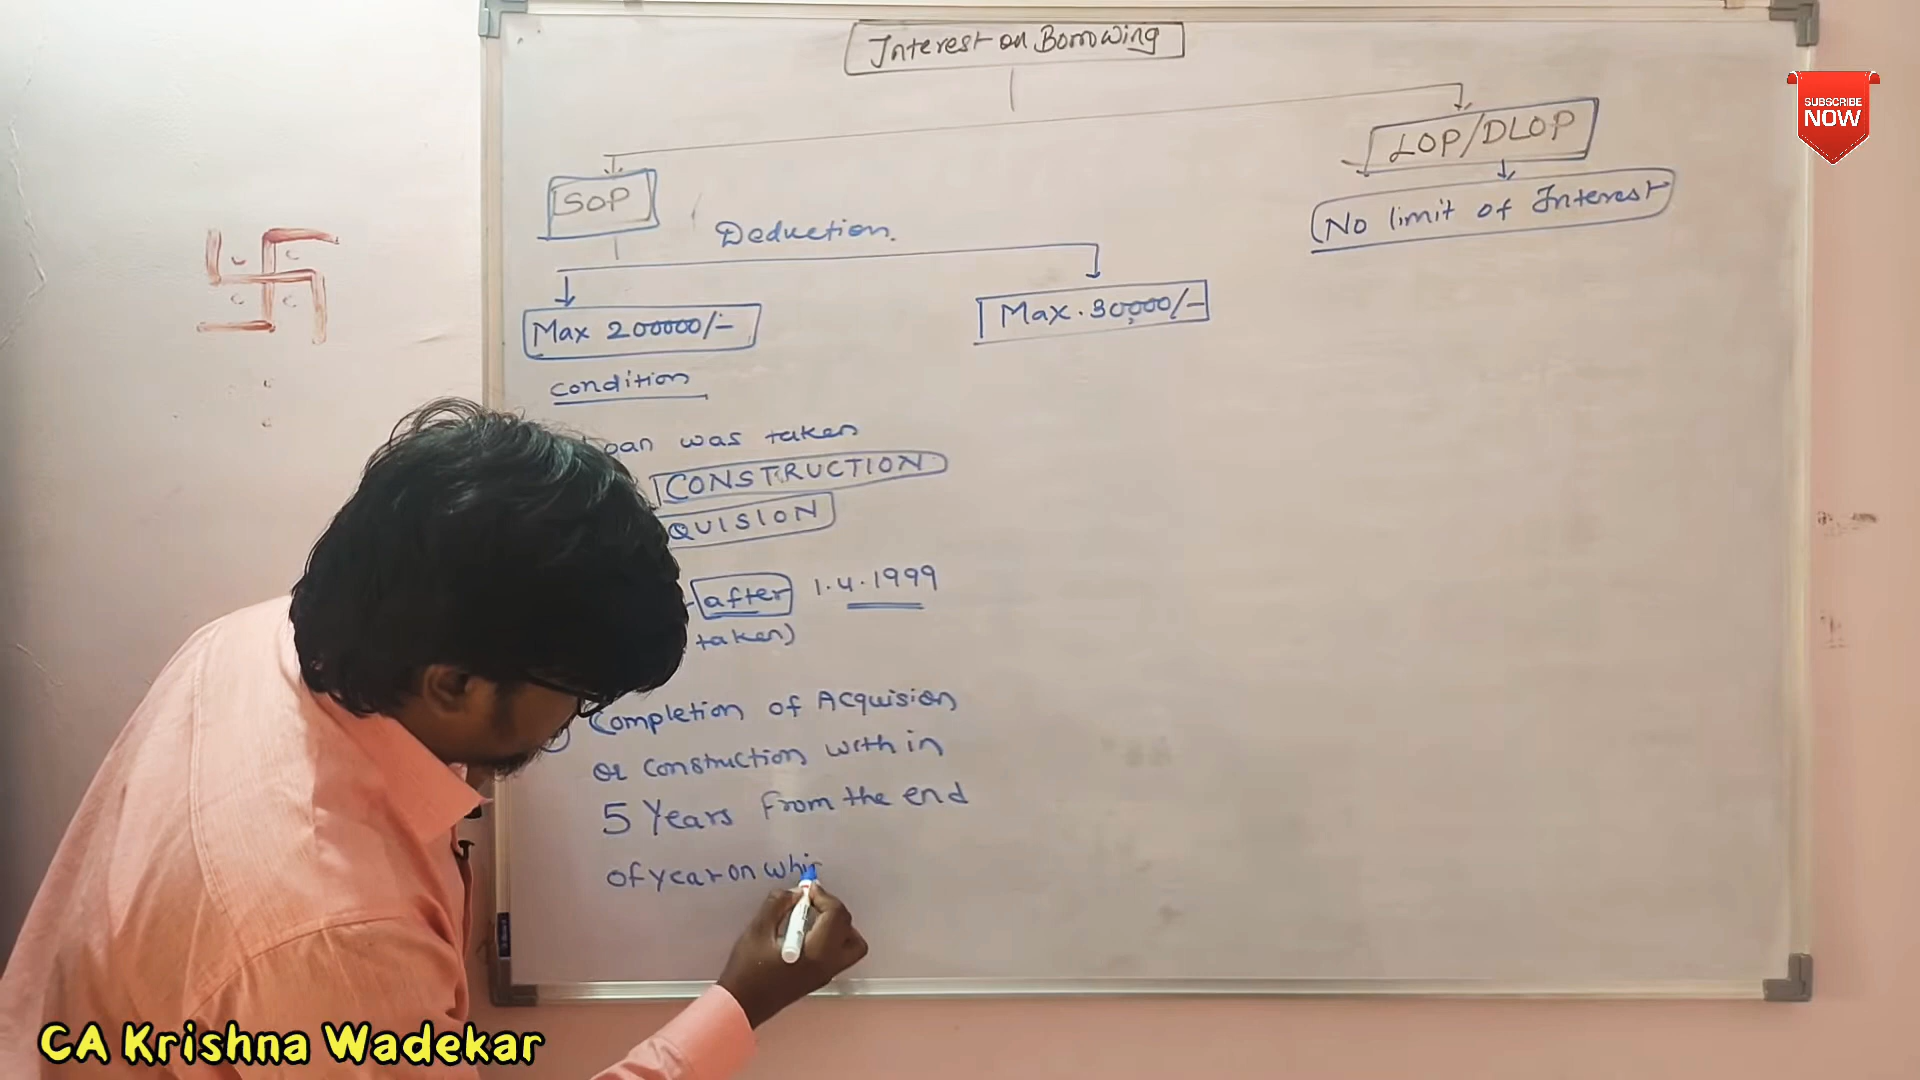 Interest on Borrowing
SUBSCRIBE
NOW
LOP/DLOP
SOP
No limit of Interest
Deduction.
Max 200000/-
Max. 30,000/-
condition
was taken
CONSTRUCTION
QUISION
after 1.4.1999
taken)
Completion of Acquision
or construction with in
5 Years From the end
of year on whi
CA Krishna Wadekar